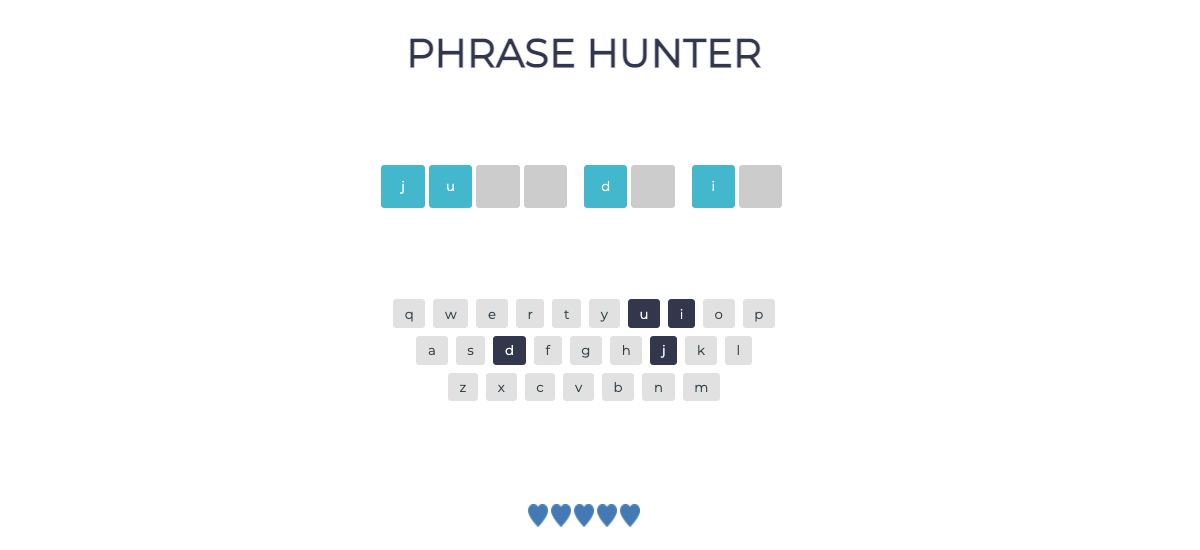 PHRASE HUNTER
j u d i
q w e r t y u i o p
a s d f g h j k l
z x c v b n m